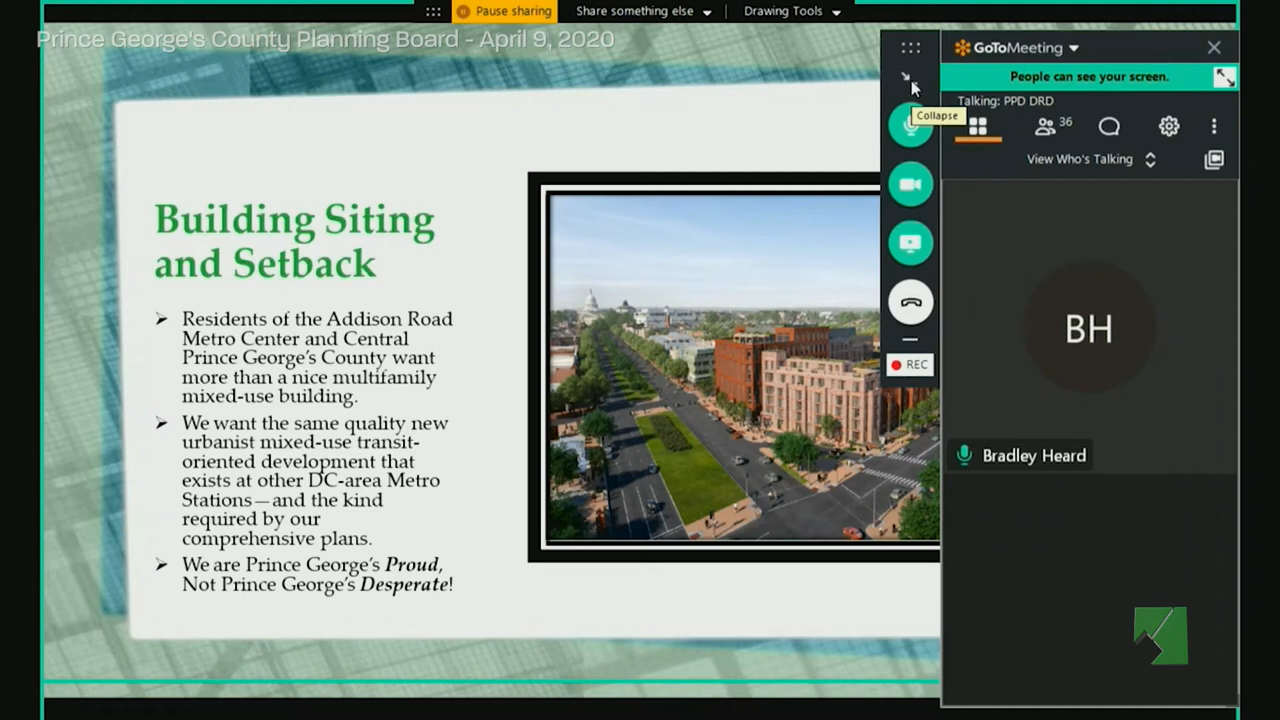 Pause sharing
Share something else
Drawing Tools
Prince George's County Planning Board - April 9, 2020
GoToMeeting
People can see your screen.
Talking: PPD DRD
Collapse
36
View Who's Talking
Building Siting
and Setback
Residents of the Addison Road
Metro Center and Central
Prince George's County want
more than a nice multifamily
mixed-use building.
We want the same quality new
urbanist mixed-use transit-
oriented development that
exists at other DC-area Metro
Stations—and the kind
required by our
comprehensive plans.
We are Prince George's Proud,
Not Prince George's Desperate!
REC
BH
Bradley Heard